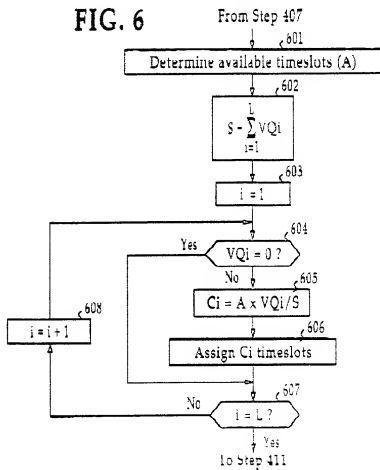 FIG. 6
From Step 407
601
Determine available timeslots (A)
602
L
S = ∑ VQi
i=1
603
i = 1
604
Yes
VQi = 0 ?
No
605
Ci = A x VQi/S
608
i = i + 1
606
Assign Ci timeslots
607
No
i = L ?
Yes
To Step 411